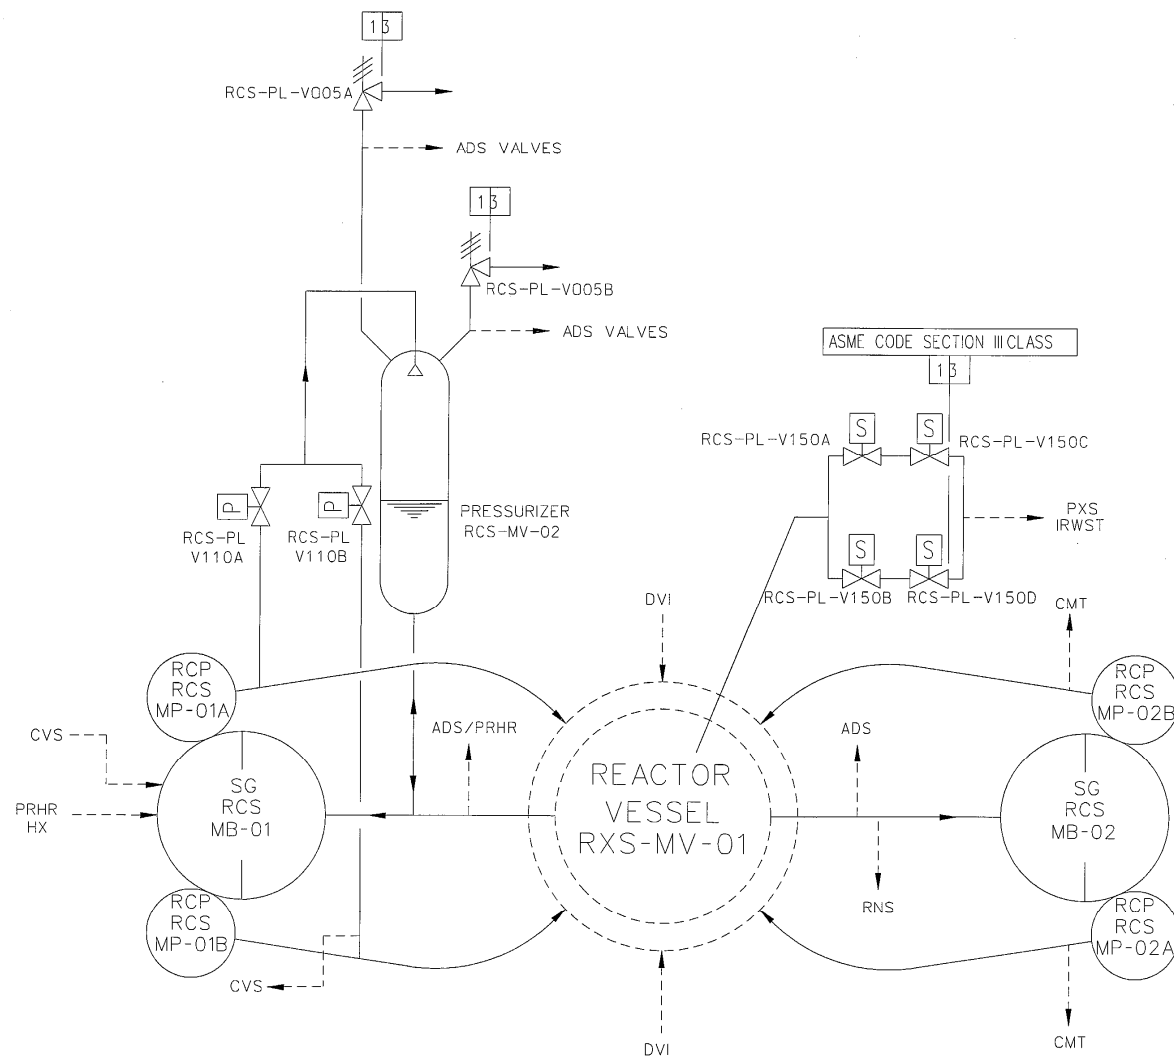 13
RCS-PL-V005A
ADS VALVES
13
RCS-PL-V005B
ADS VALVES
ASME CODE SECTION III CLASS
13
S
S
RCS-PL-V150A
RCS-PL-V150C
P
P
PRESSURIZER
RCS-MV-02
RCS-PL
V110A
RCS-PL
V110B
PXS
IRWST
S
S
RCS-PL-V150B
RCS-PL-V150D
DVI
CMT
RCP
RCS
MP-01A
RCP
RCS
MP-02B
CVS
ADS/PRHR
ADS
PRHR
HX
SG
RCS
MB-01
REACTOR
VESSEL
RXS-MV-01
SG
RCS
MB-02
RNS
RCP
RCS
MP-01B
RCP
RCS
MP-02A
CVS
DVI
CMT